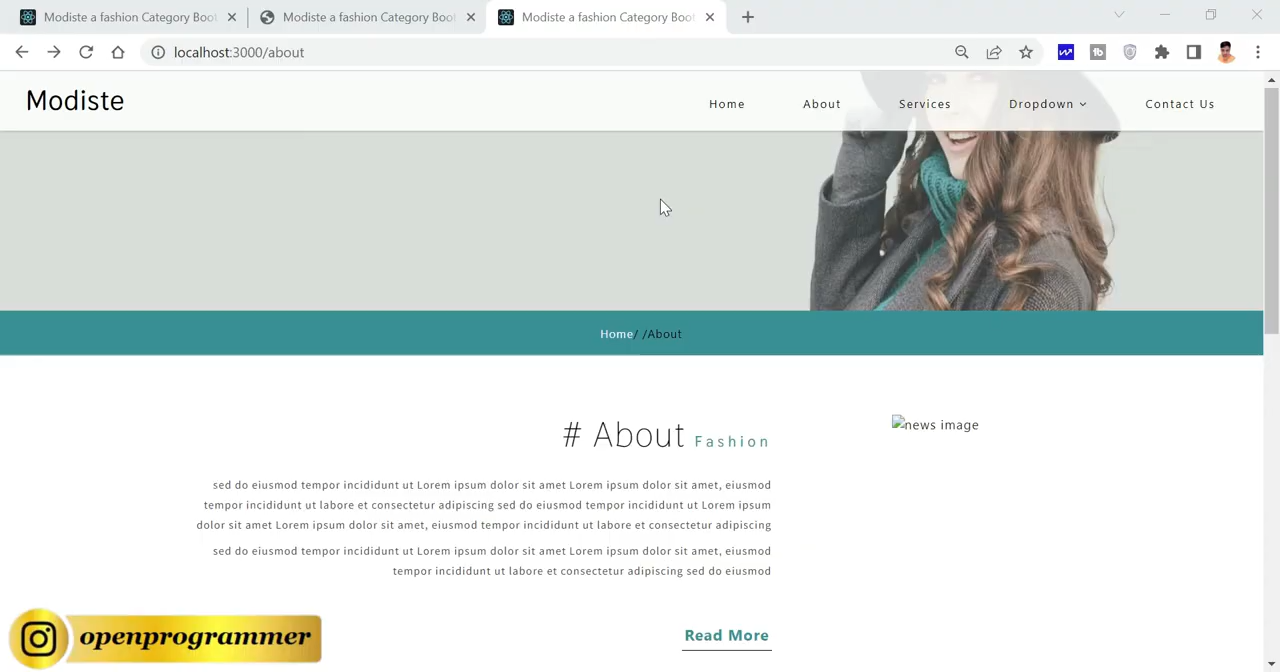 Modiste a fashion Category Boot
Modiste a fashion Category Boot
Modiste a fashion Category Boot
localhost:3000/about
Modiste
Home
About
Services
Dropdown
Contact Us
Home/ /About
# About Fashion
news image
sed do eiusmod tempor incididunt ut Lorem ipsum dolor sit amet Lorem ipsum dolor sit amet, eiusmod
tempor incididunt ut labore et consectetur adipiscing sed do eiusmod tempor incididunt ut Lorem ipsum
dolor sit amet Lorem ipsum dolor sit amet, eiusmod tempor incididunt ut labore et consectetur adipiscing
sed do eiusmod tempor incididunt ut Lorem ipsum dolor sit amet Lorem ipsum dolor sit amet, eiusmod
tempor incididunt ut labore et consectetur adipiscing sed do eiusmod
Read More
openprogrammer